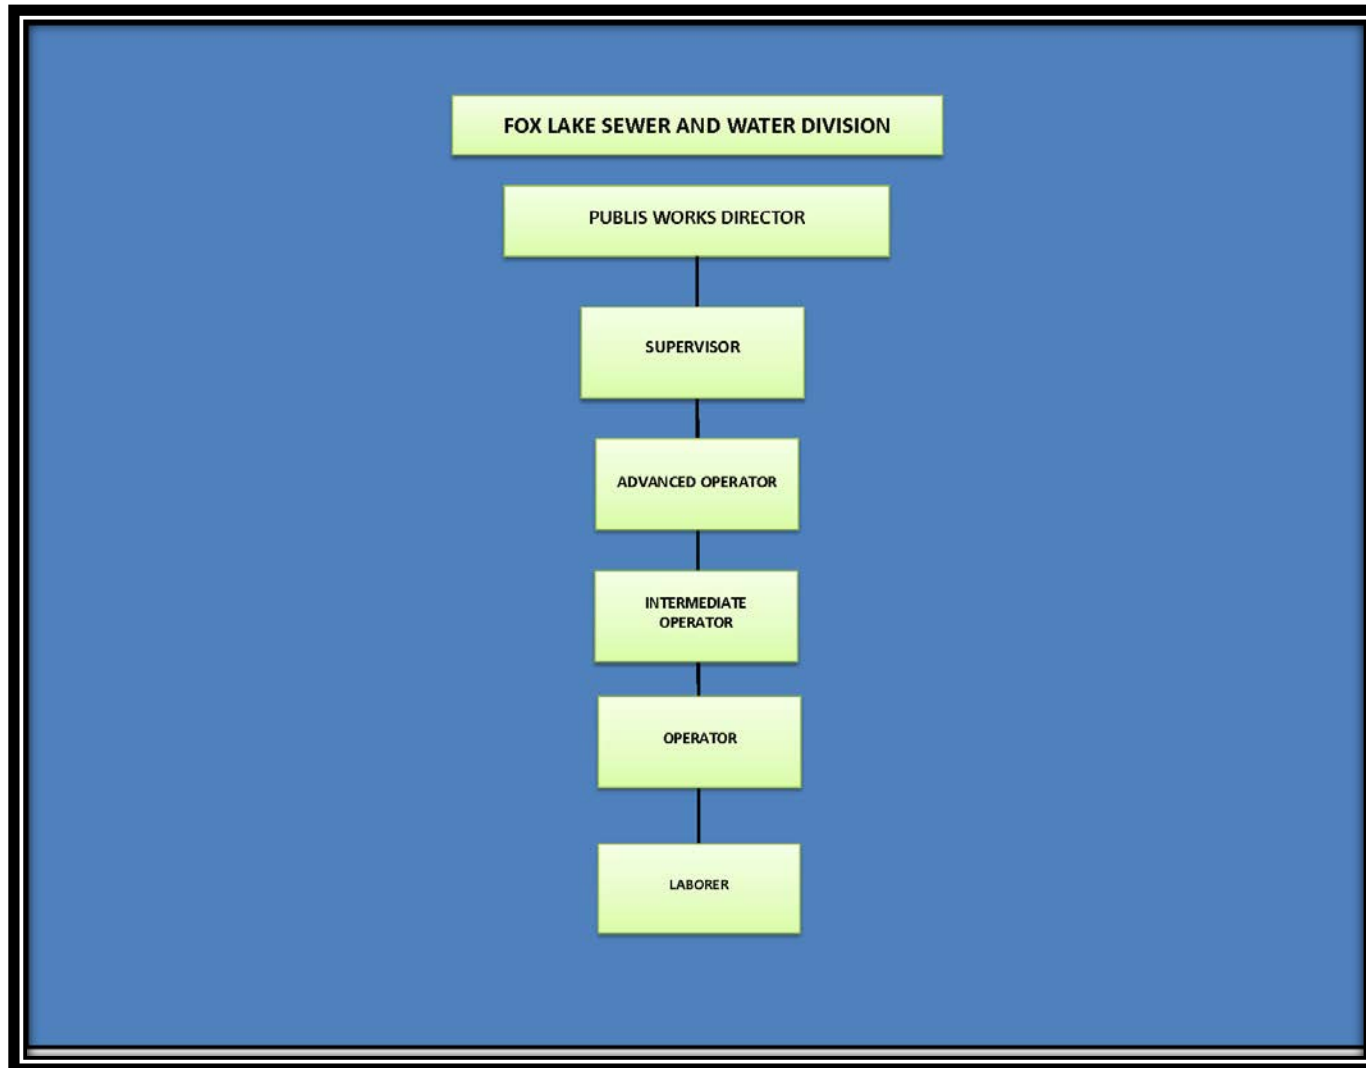 FOX LAKE SEWER AND WATER DIVISION
PUBLIS WORKS DIRECTOR
SUPERVISOR
ADVANCED OPERATOR
INTERMEDIATE
OPERATOR
OPERATOR
LABORER